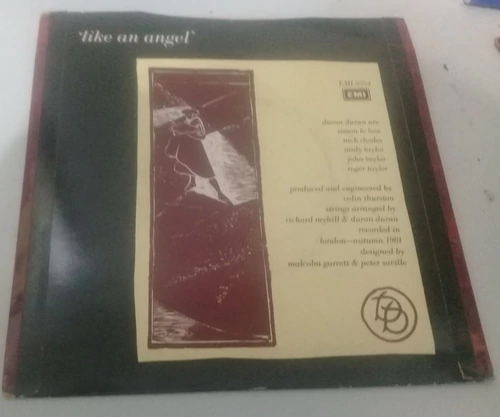 'like an angel'
EMI
EMI
duran duran are
simon le bon
nick rhodes
andy taylor
john taylor
roger taylor
produced and engineered by
colin thurston
strings arranged by
richard myhill & duran duran
recorded in
london—autumn 1981
designed by
malcolm garrett & peter saville